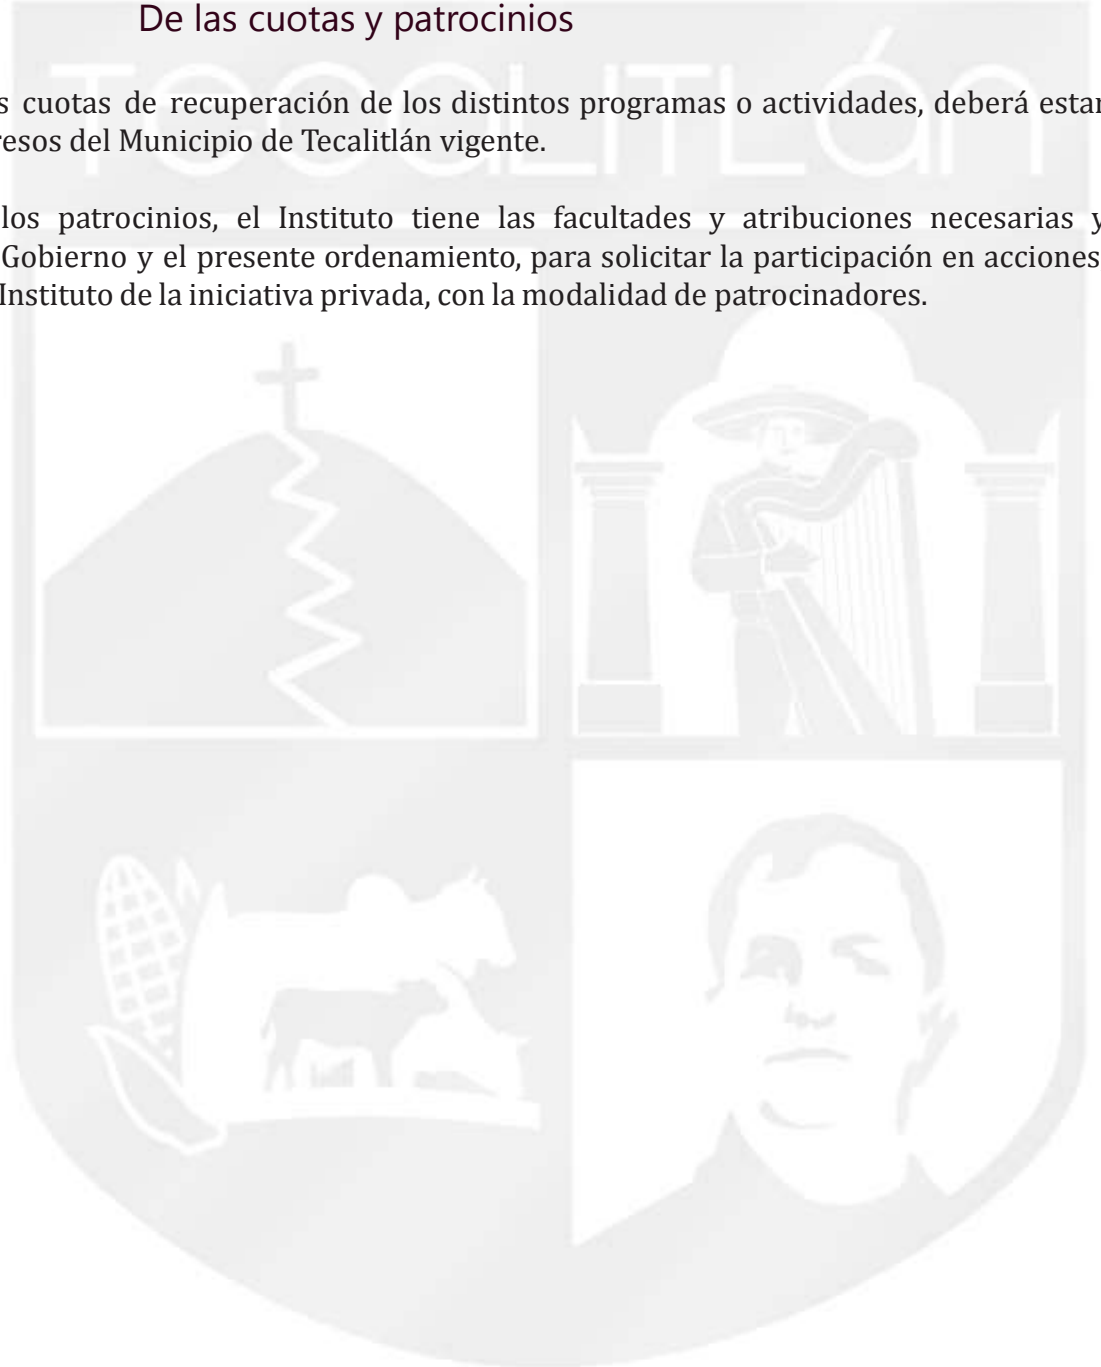 De las cuotas y patrocinios
TECALITLÁN
s cuotas de recuperación de los distintos programas o actividades, deberá estar
resos del Municipio de Tecalitlán vigente.
los patrocinios, el Instituto tiene las facultades y atribuciones necesarias y
Gobierno y el presente ordenamiento, para solicitar la participación en acciones
Instituto de la iniciativa privada, con la modalidad de patrocinadores.